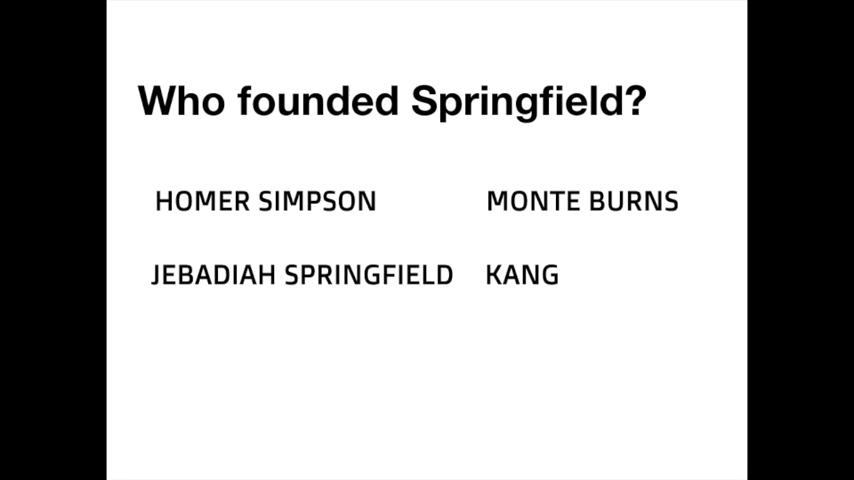 Who founded Springfield?
HOMER SIMPSON MONTE BURNS
JEBADIAH SPRINGFIELD KANG